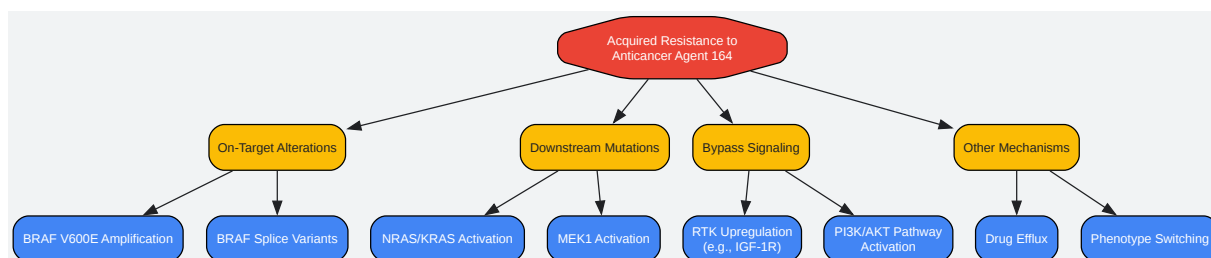 Acquired Resistance to
Anticancer Agent 164
On-Target Alterations
Downstream Mutations
Bypass Signaling
Other Mechanisms
BRAF V600E Amplification
BRAF Splice Variants
NRAS/KRAS Activation
MEK1 Activation
RTK Upregulation
(e.g., IGF-1R)
PI3K/AKT Pathway
Activation
Drug Efflux
Phenotype Switching